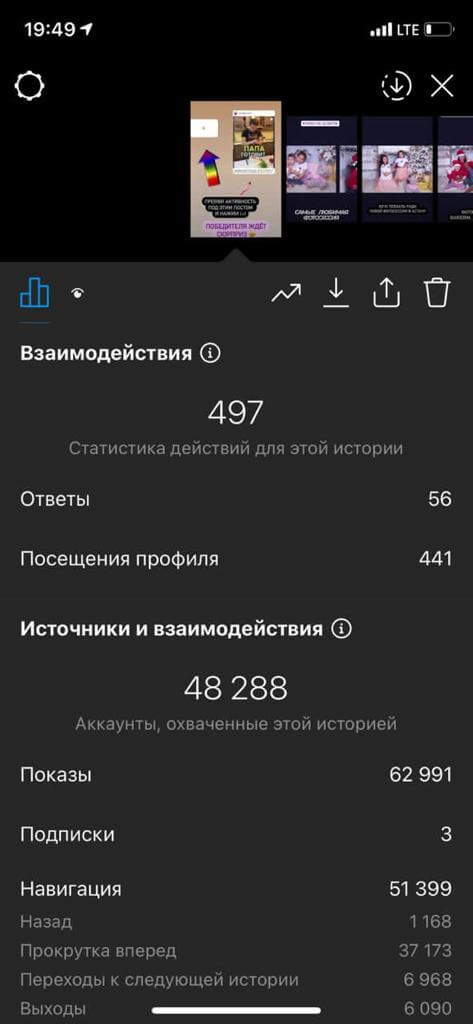 19:49
LTE
ПАПА
ГОТОВИТ
ПРОЯВИ АКТИВНОСТЬ
ПОД ЭТИМ ПОСТОМ
И НАЖМИ (+)
ПОБЕДИТЕЛЯ ЖДЁТ
СЮРПРИЗ
САМЫЕ ЛЮБИМЫЕ
ФОТОСЕССИИ
Взаимодействия
497
Статистика действий для этой истории
Ответы 56
Посещения профиля 441
Источники и взаимодействия
48 288
Аккаунты, охваченные этой историей
Показы 62 991
Подписки 3
Навигация 51 399
Назад 1 168
Прокрутка вперед 37 173
Переходы к следующей истории 6 968
Выходы 6 090